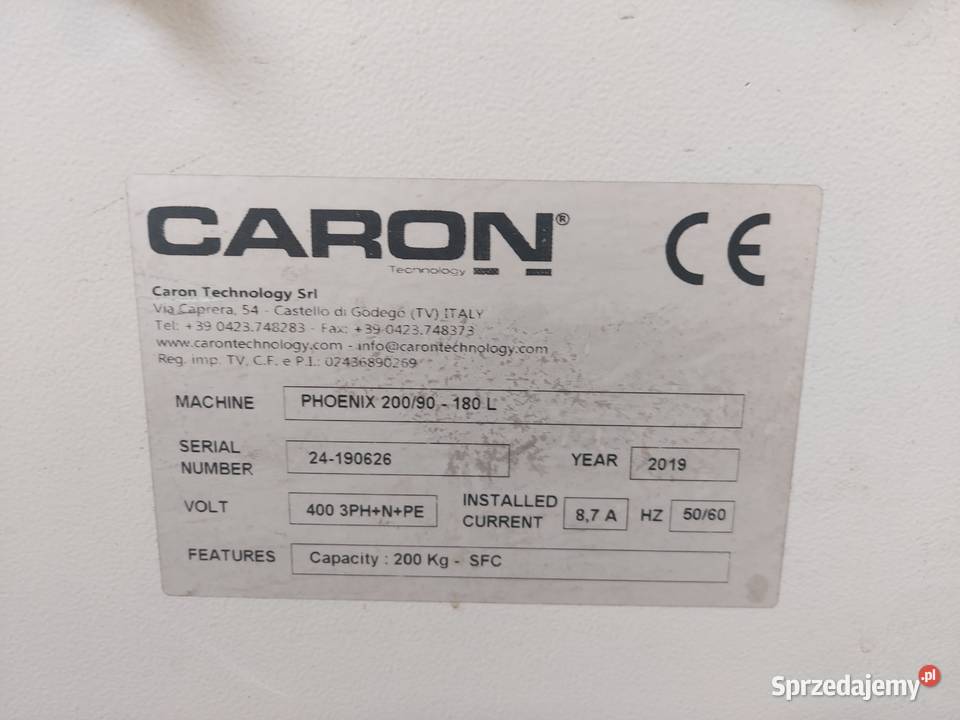 CARON®
Technology
CE
Caron Technology Srl
Via Caprera, 54 - Castello di Godego (TV) ITALY
Tel: +39 0423.748283 - Fax: +39-0423.748373
www.carontechnology.com - info@carontechnology.com
Reg. imp. TV, C.F. e P.I.: 02436890269
MACHINE PHOENIX 200/90 - 180 L
SERIAL NUMBER 24-190626 YEAR 2019
VOLT 400 3PH+N+PE INSTALLED CURRENT 8,7 A HZ 50/60
FEATURES Capacity : 200 Kg - SFC
Sprzedajemy.pl